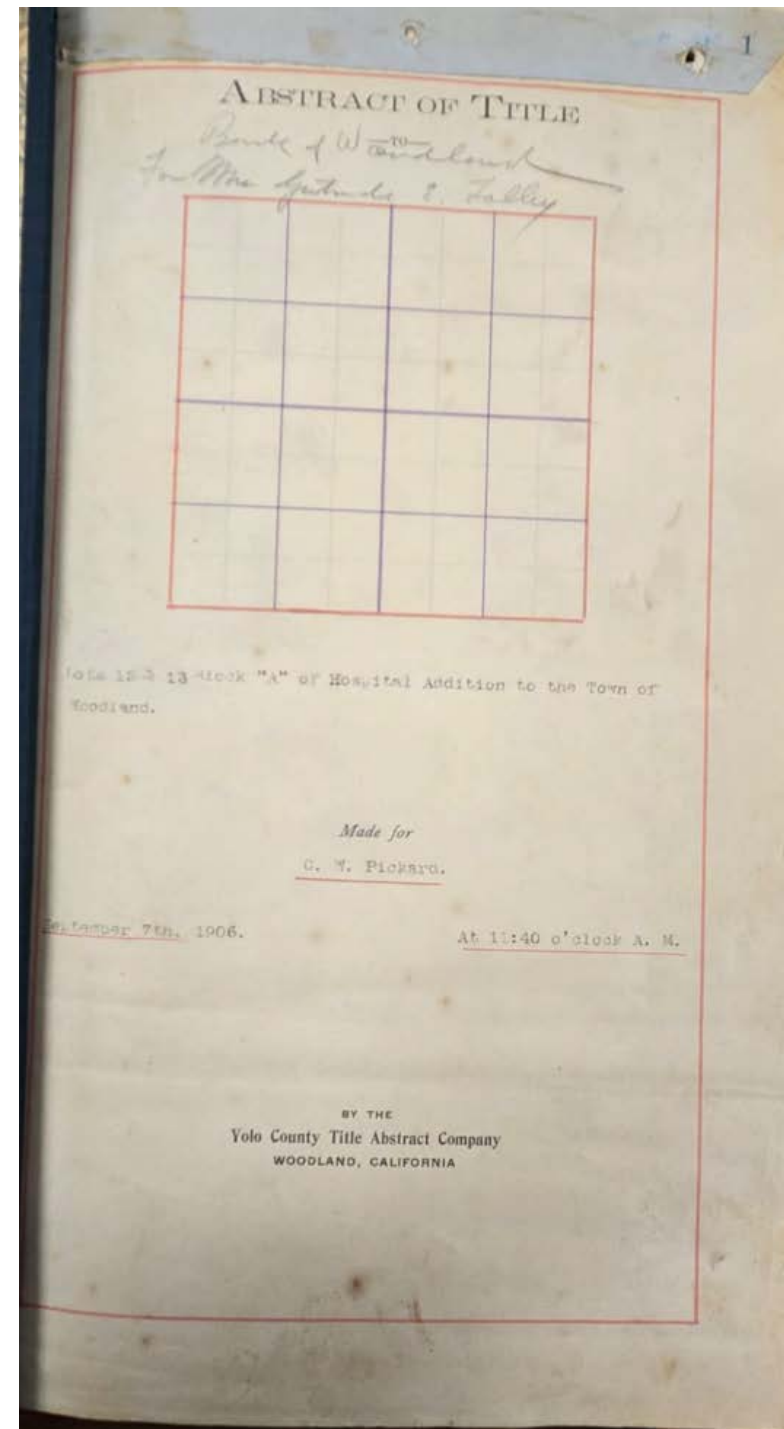 1
ABSTRACT OF TITLE
TO
Bank of Woodland
For Mrs Gertrude E.
Lots 12 & 13 Block "A" of Hospital Addition to the Town of
Woodland.
Made for
C. W. Pickard.
September 7th, 1906.
At 11:40 o'clock A. M.
BY THE
Yolo County Title Abstract Company
WOODLAND, CALIFORNIA